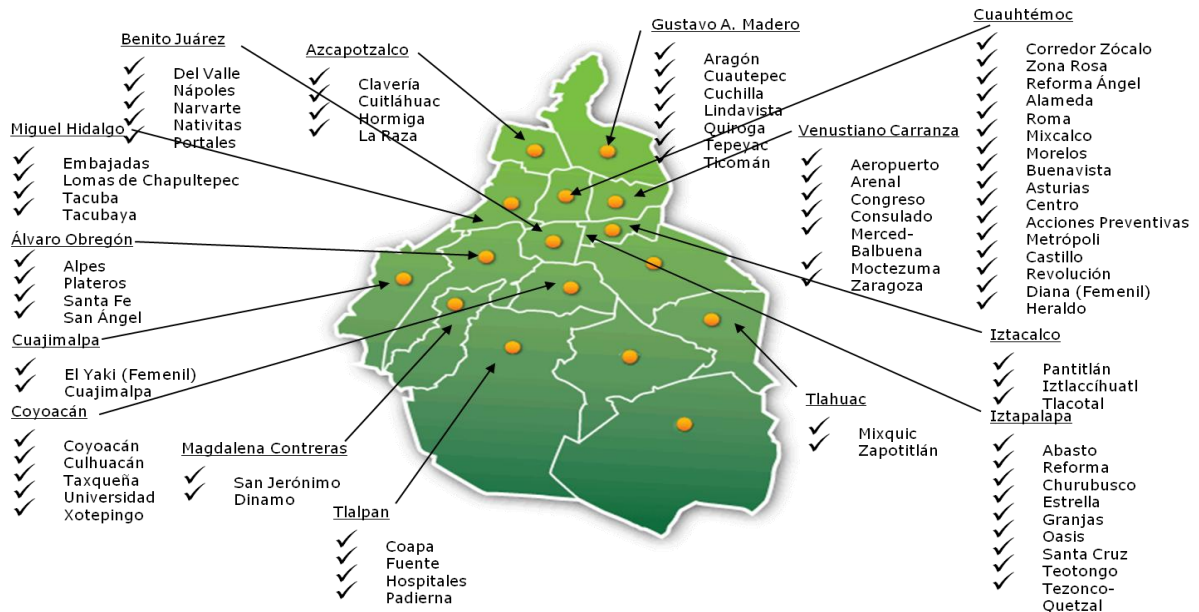 Benito Juárez
Del Valle
Nápoles
Narvarte
Nativitas
Portales
Azcapotzalco
Clavería
Cuitláhuac
Hormiga
La Raza
Gustavo A. Madero
Aragón
Cuautepec
Cuchilla
Lindavista
Quiroga
Tepeyac
Ticomán
Cuauhtémoc
Corredor Zócalo
Zona Rosa
Reforma Ángel
Alameda
Roma
Mixcalco
Morelos
Buenavista
Asturias
Centro
Acciones Preventivas
Metrópoli
Castillo
Revolución
Diana (Femenil)
Heraldo
Miguel Hidalgo
Embajadas
Lomas de Chapultepec
Tacuba
Tacubaya
Venustiano Carranza
Aeropuerto
Arenal
Congreso
Consulado
Merced-
Balbuena
Moctezuma
Zaragoza
Álvaro Obregón
Alpes
Plateros
Santa Fe
San Ángel
Cuajimalpa
El Yaki (Femenil)
Cuajimalpa
Coyoacán
Coyoacán
Culhuacán
Taxqueña
Universidad
Xotepingo
Magdalena Contreras
San Jerónimo
Dinamo
Tlalpan
Coapa
Fuente
Hospitales
Padierna
Tlahuac
Mixquic
Zapotitlán
Iztacalco
Pantitlán
Iztlaccíhuatl
Tlacotal
Iztapalapa
Abasto
Reforma
Churubusco
Estrella
Granjas
Oasis
Santa Cruz
Teotongo
Tezonco-
Quetzal